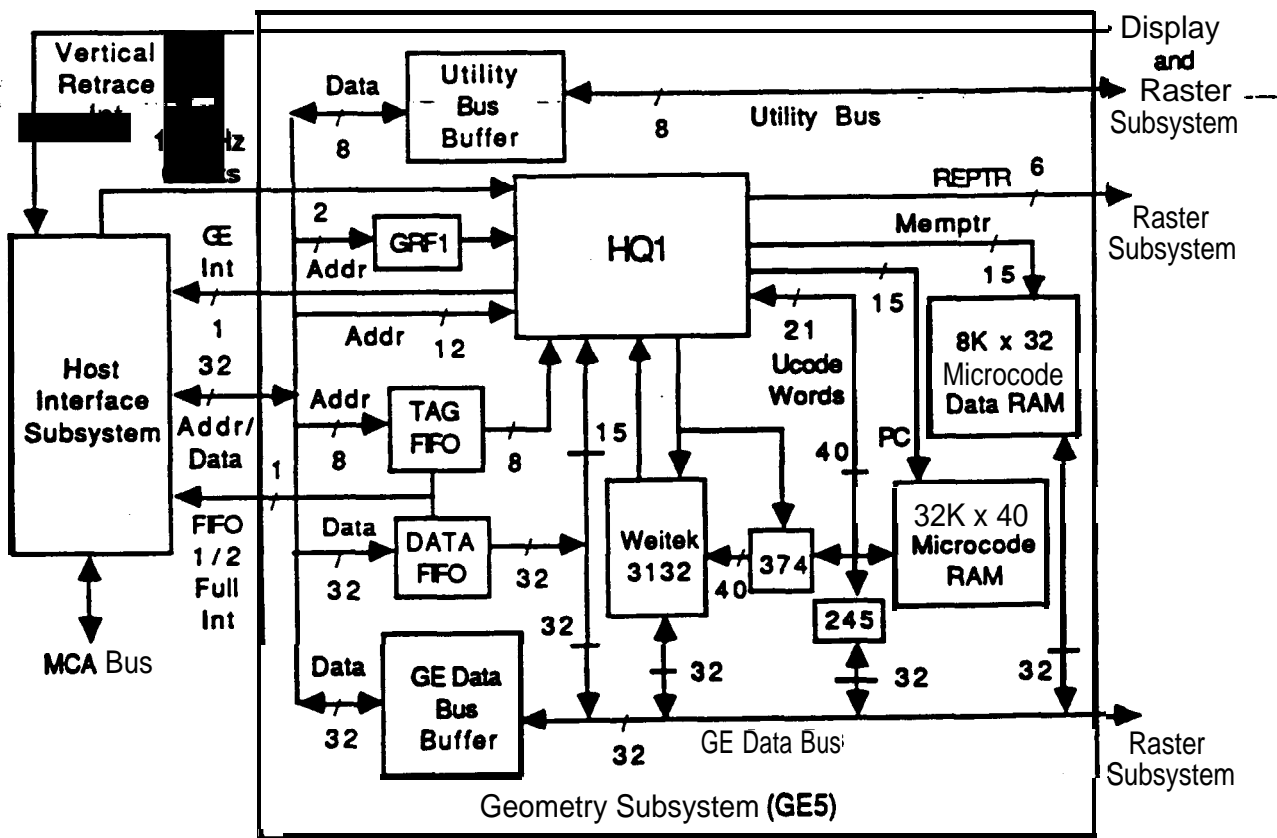 Vertical
Retrace
Data
8
Utility
Bus
Buffer
8
Utility Bus
Display
and
Raster
Subsystem
2
Addr
GRF1
HQ1
REPTR
6
Raster
Subsystem
Memptr
15
15
GE
Int
1
Addr
12
21
Ucode
Words
8K x 32
Microcode
Data RAM
Host
Interface
Subsystem
32
Addr/
Data
Addr
8
TAG
FIFO
8
15
40
PC
1
FIFO
1/2
Full
Int
Data
32
DATA
FIFO
32
Weitek
3132
40
374
32K x 40
Microcode
RAM
245
MCA Bus
Data
32
GE Data
Bus
Buffer
32
32
32
32
32
GE Data Bus
Raster
Subsystem
Geometry Subsystem (GE5)